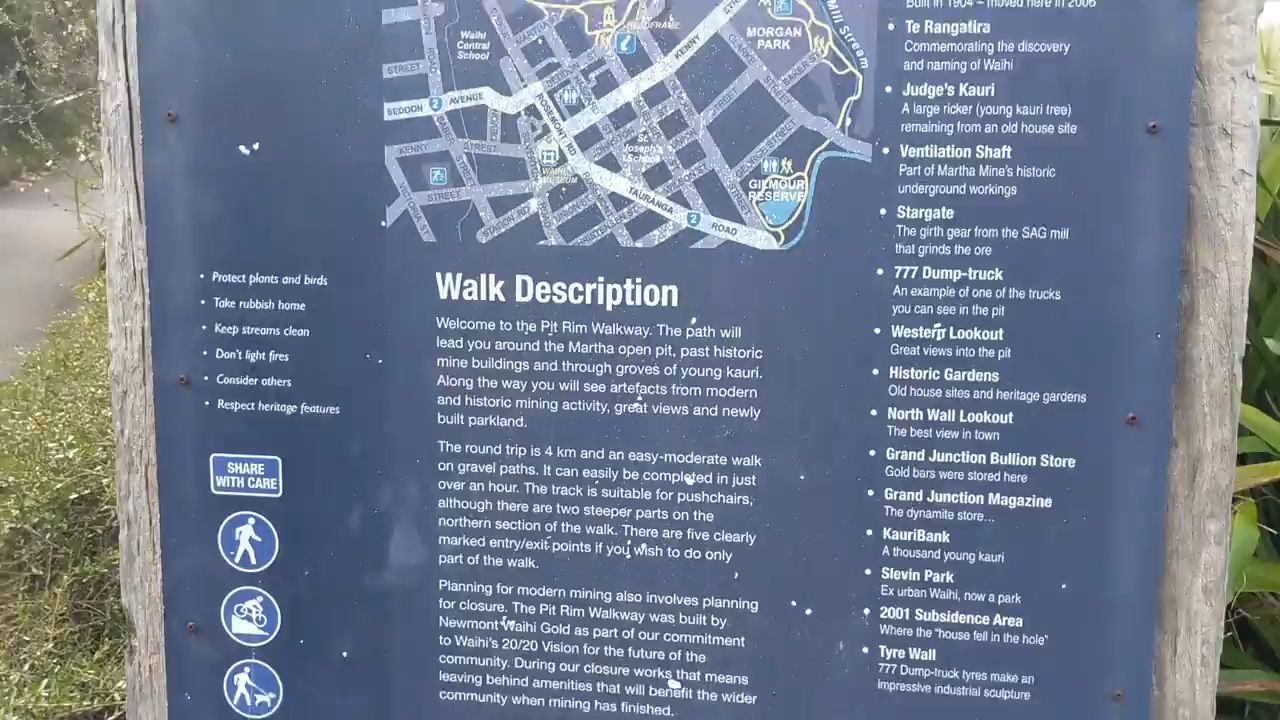 Waihi
Central
School
HEADFRAME
MORGAN
PARK
Mill Stream
KENNY
STREET
ROAD
SEDDON 2 AVENUE
ROSEMONT RD
KENNY STREET
St
Joseph's
School
WAIHI
MUSEUM
VICTORIA ST
STREET
STATION RD
TAURANGA 2 ROAD
GILMOUR
RESERVE
• Protect plants and birds
• Take rubbish home
• Keep streams clean
• Don't light fires
• Consider others
• Respect heritage features
SHARE
WITH CARE
Walk Description
Welcome to the Pit Rim Walkway. The path will
lead you around the Martha open pit, past historic
mine buildings and through groves of young kauri.
Along the way you will see artefacts from modern
and historic mining activity, great views and newly
built parkland.
The round trip is 4 km and an easy-moderate walk
on gravel paths. It can easily be completed in just
over an hour. The track is suitable for pushchairs,
although there are two steeper parts on the
northern section of the walk. There are five clearly
marked entry/exit points if you wish to do only
part of the walk.
Planning for modern mining also involves planning
for closure. The Pit Rim Walkway was built by
Newmont Waihi Gold as part of our commitment
to Waihi's 20/20 Vision for the future of the
community. During our closure works that means
leaving behind amenities that will benefit the wider
community when mining has finished.
Built in 1904 – moved here in 2006
• Te Rangatira
Commemorating the discovery
and naming of Waihi
• Judge's Kauri
A large ricker (young kauri tree)
remaining from an old house site
• Ventilation Shaft
Part of Martha Mine's historic
underground workings
• Stargate
The girth gear from the SAG mill
that grinds the ore
• 777 Dump-truck
An example of one of the trucks
you can see in the pit
• Western Lookout
Great views into the pit
• Historic Gardens
Old house sites and heritage gardens
• North Wall Lookout
The best view in town
• Grand Junction Bullion Store
Gold bars were stored here
• Grand Junction Magazine
The dynamite store...
• KauriBank
A thousand young kauri
• Slevin Park
Ex urban Waihi, now a park
• 2001 Subsidence Area
Where the "house fell in the hole"
• Tyre Wall
777 Dump-truck tyres make an
impressive industrial sculpture